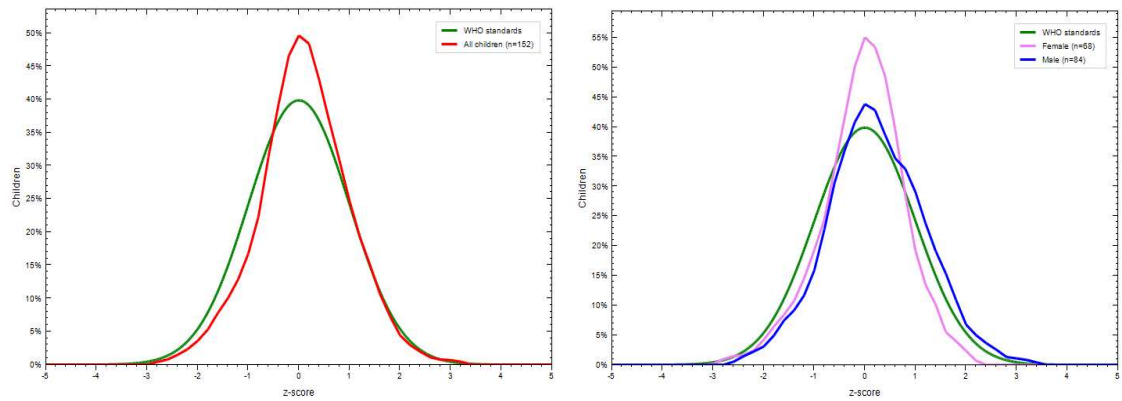 WHO standards
All children (n=152)
50%
45%
40%
35%
30%
25%
20%
15%
10%
5%
0%
Children
-5 -4 -3 -2 -1 0 1 2 3 4 5
z-score
WHO standards
Female (n=68)
Male (n=84)
55%
50%
45%
40%
35%
30%
25%
20%
15%
10%
5%
0%
Children
-5 -4 -3 -2 -1 0 1 2 3 4 5
z-score